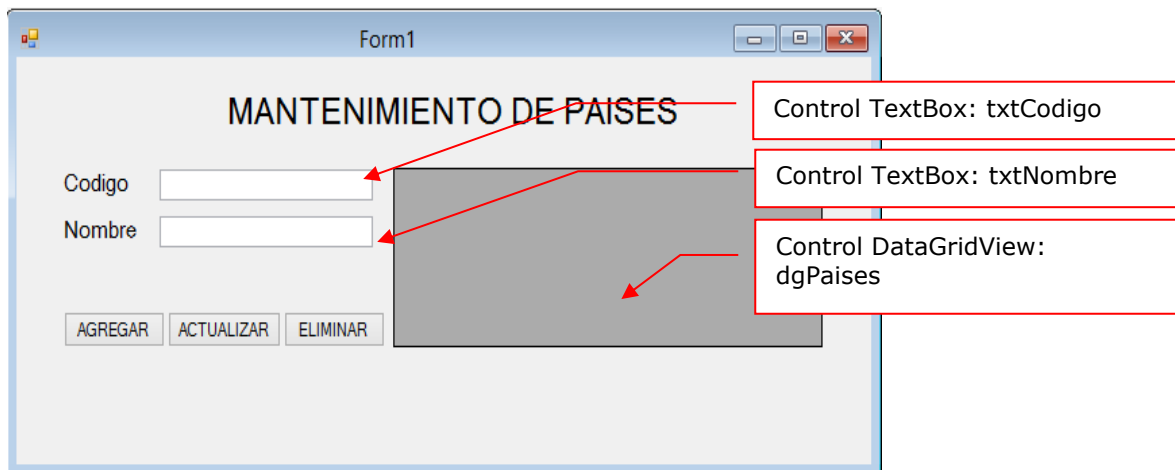 Form1
MANTENIMIENTO DE PAISES
Control TextBox: txtCodigo
Codigo
Control TextBox: txtNombre
Nombre
Control DataGridView:
dgPaises
AGREGAR ACTUALIZAR ELIMINAR